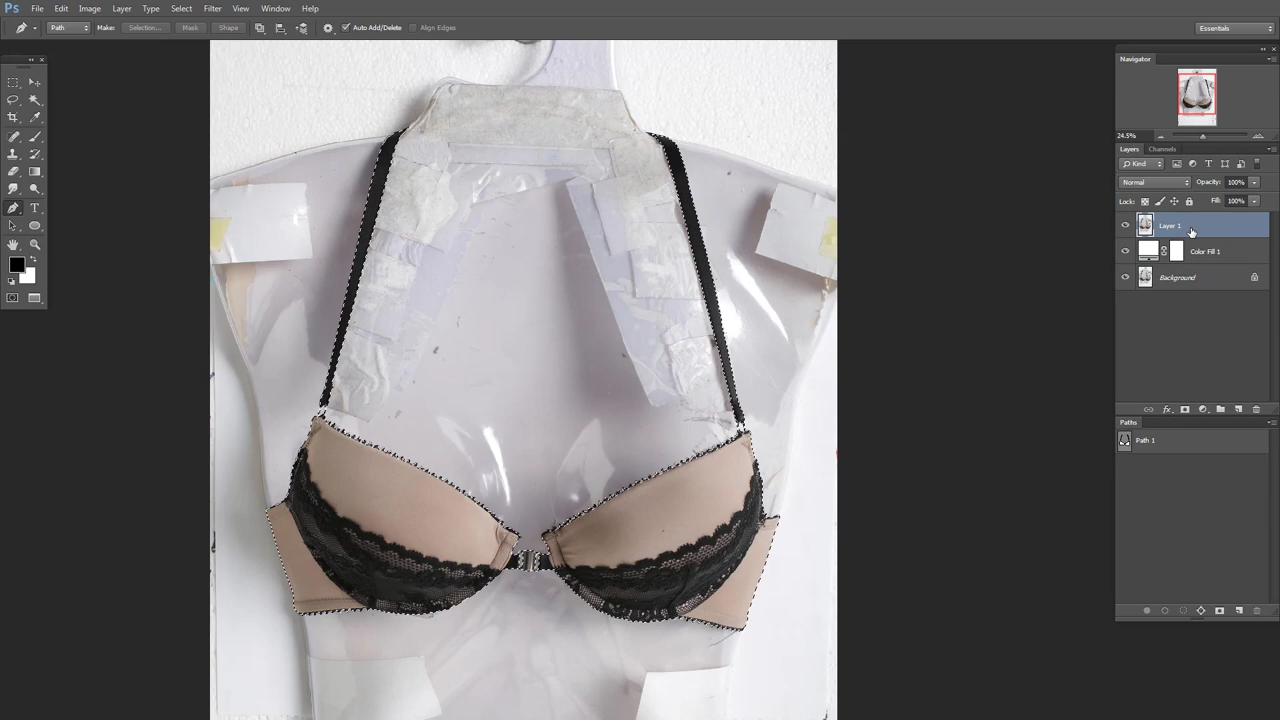 Ps File Edit Image Layer Type Select Filter View Window Help
Path Make: Selection... Mask Shape Auto Add/Delete Align Edges Essentials
Navigator
24.5%
Layers Channels
Kind T
Normal Opacity: 100%
Lock: Fill: 100%
Layer 1
Color Fill 1
Background
fx
Paths
Path 1
T